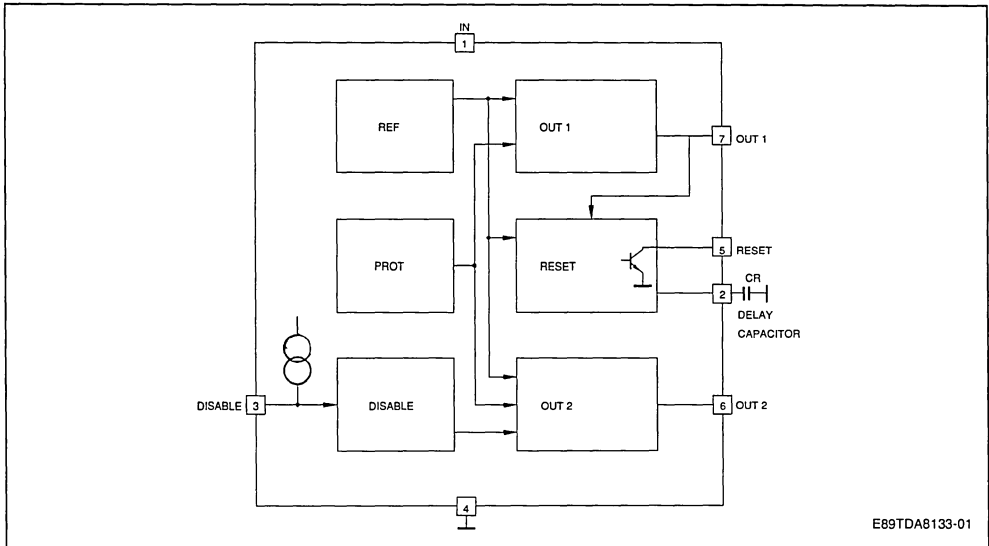 IN
1
REF
OUT 1
7 OUT 1
PROT
RESET
5 RESET
CR
2
DELAY
CAPACITOR
DISABLE 3
DISABLE
OUT 2
6 OUT 2
4
E89TDA8133-01